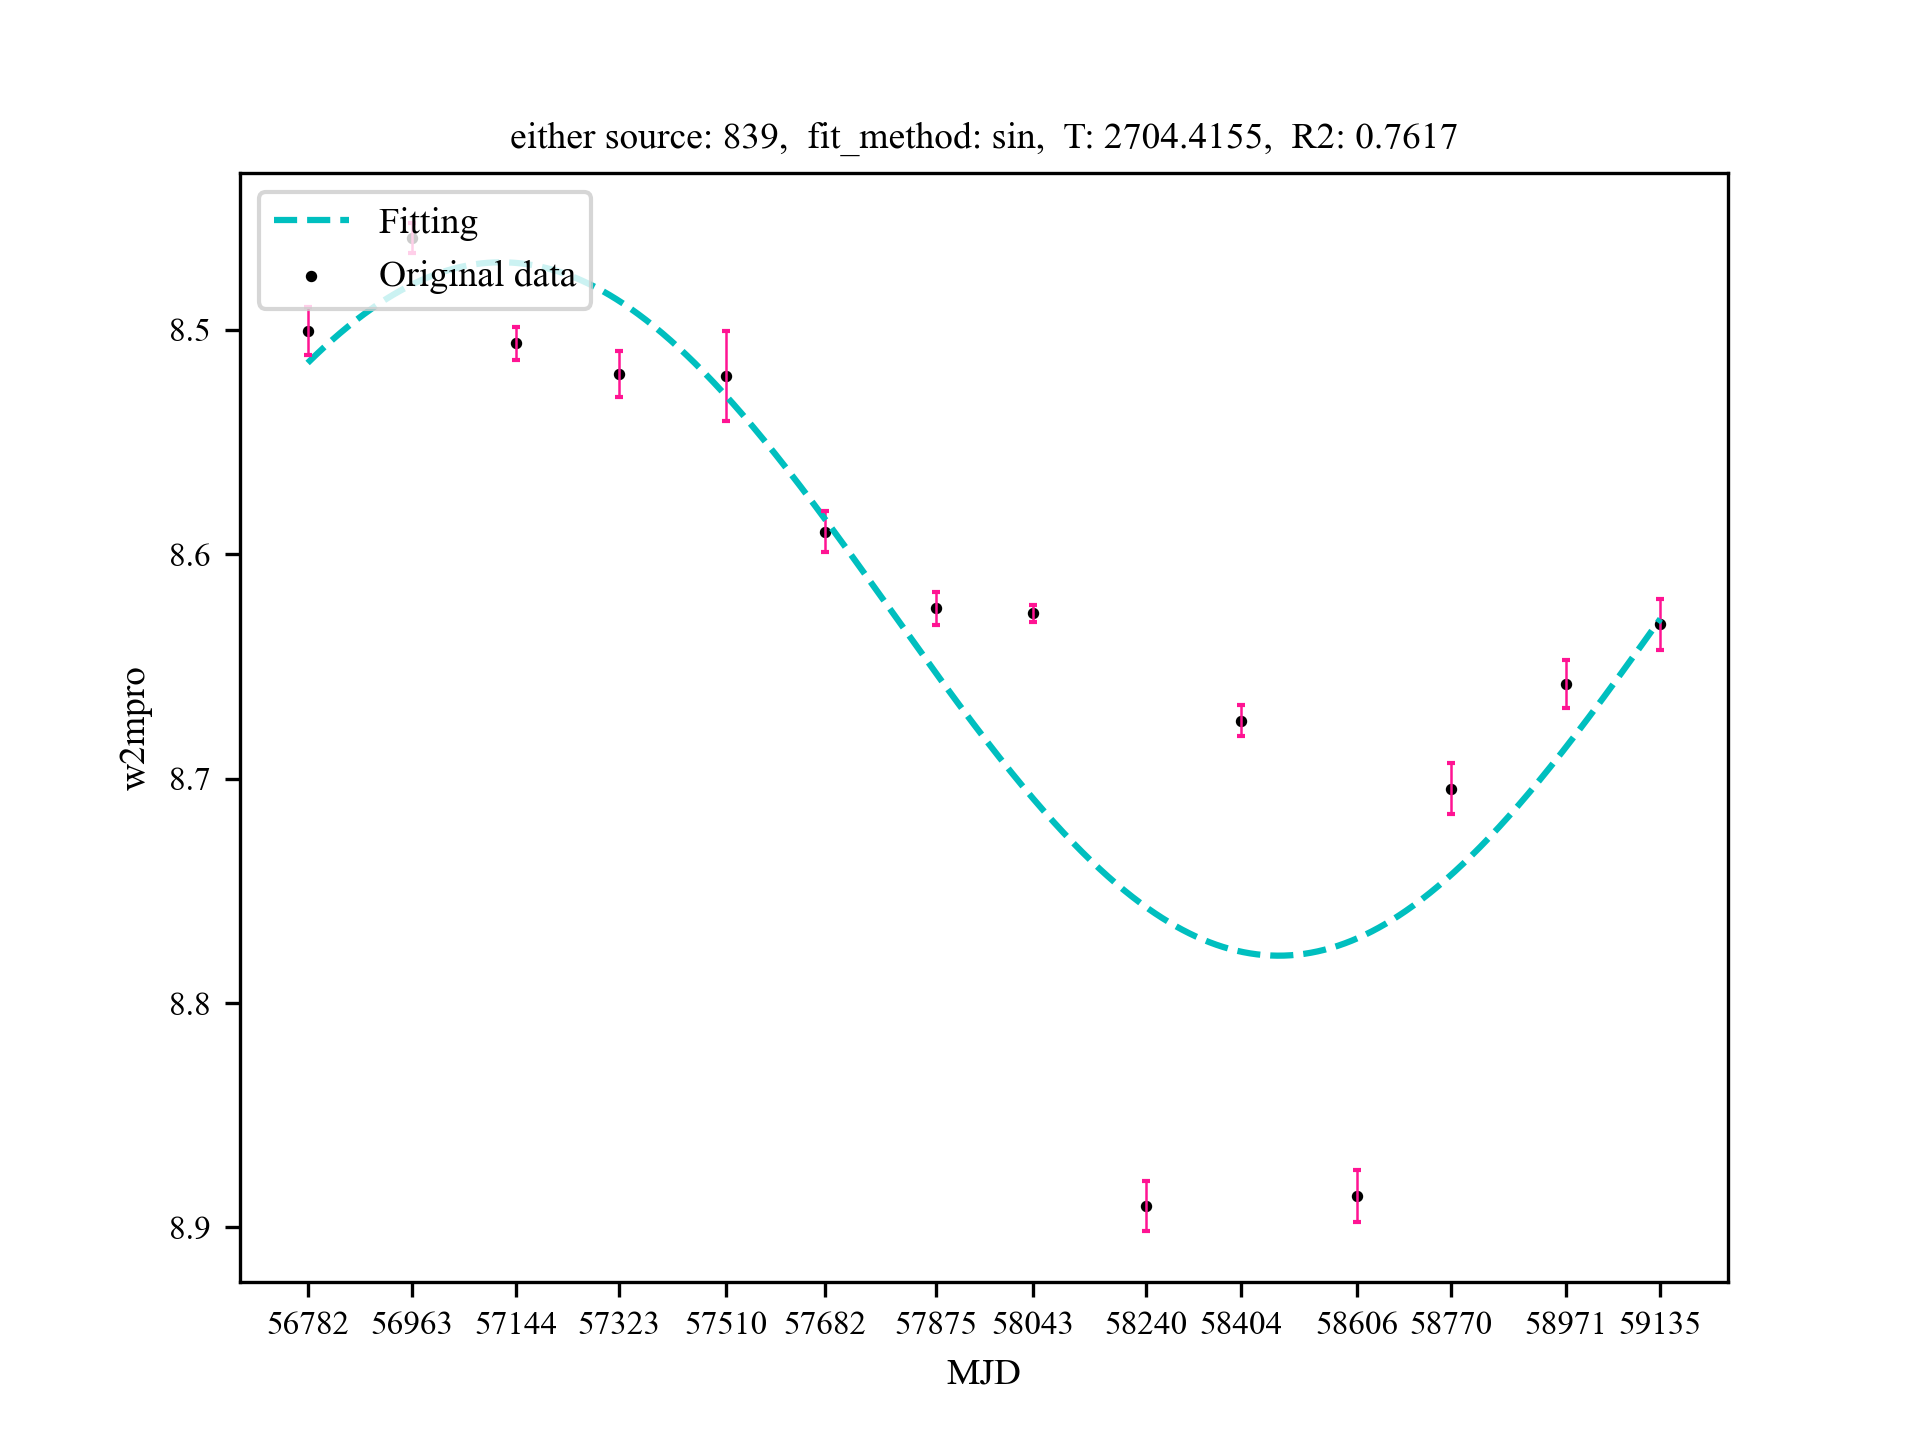 either source: 839, fit_method: sin, T: 2704.4155, R2: 0.7617
Fitting
Original data
8.5
8.6
8.7
8.8
8.9
w2mpro
56782 56963 57144 57323 57510 57682 57875 58043 58240 58404 58606 58770 58971 59135
MJD